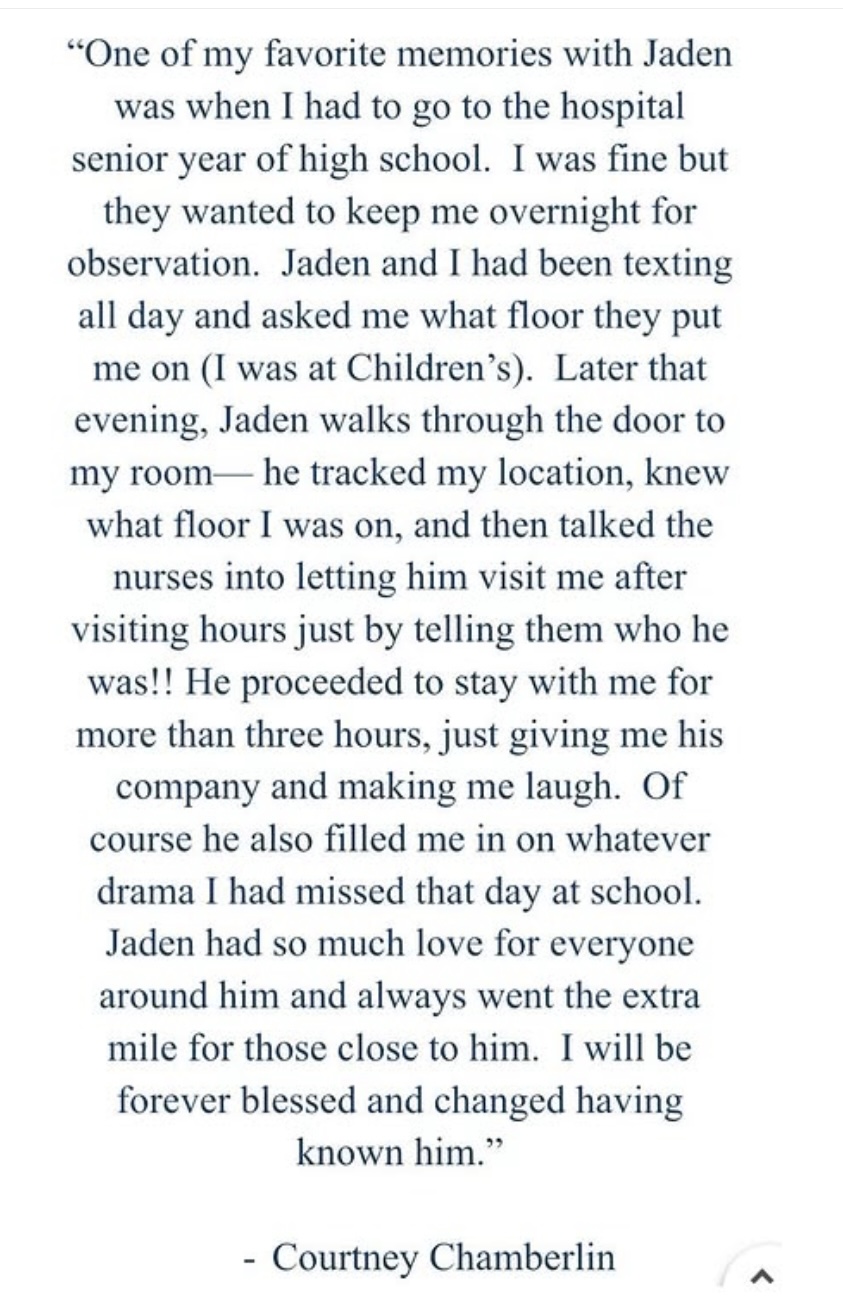 “One of my favorite memories with Jaden
was when I had to go to the hospital
senior year of high school.  I was fine but
they wanted to keep me overnight for
observation.  Jaden and I had been texting
all day and asked me what floor they put
me on (I was at Children’s).  Later that
evening, Jaden walks through the door to
my room— he tracked my location, knew
what floor I was on, and then talked the
nurses into letting him visit me after
visiting hours just by telling them who he
was!! He proceeded to stay with me for
more than three hours, just giving me his
company and making me laugh.  Of
course he also filled me in on whatever
drama I had missed that day at school.
Jaden had so much love for everyone
around him and always went the extra
mile for those close to him.  I will be
forever blessed and changed having
known him.”
- Courtney Chamberlin